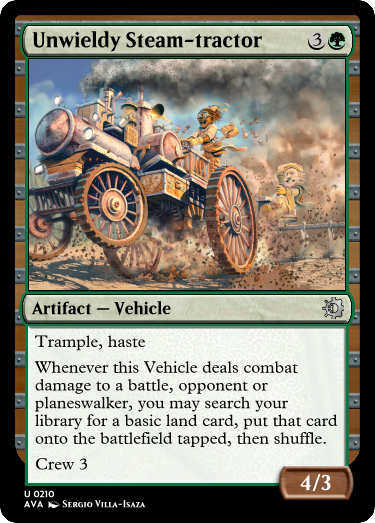 Unwieldy Steam-tractor 3
Artifact — Vehicle
Trample, haste
Whenever this Vehicle deals combat
damage to a battle, opponent or
planeswalker, you may search your
library for a basic land card, put that card
onto the battlefield tapped, then shuffle.
Crew 3
4/3
U 0210
AVA Sergio Villa-Isaza